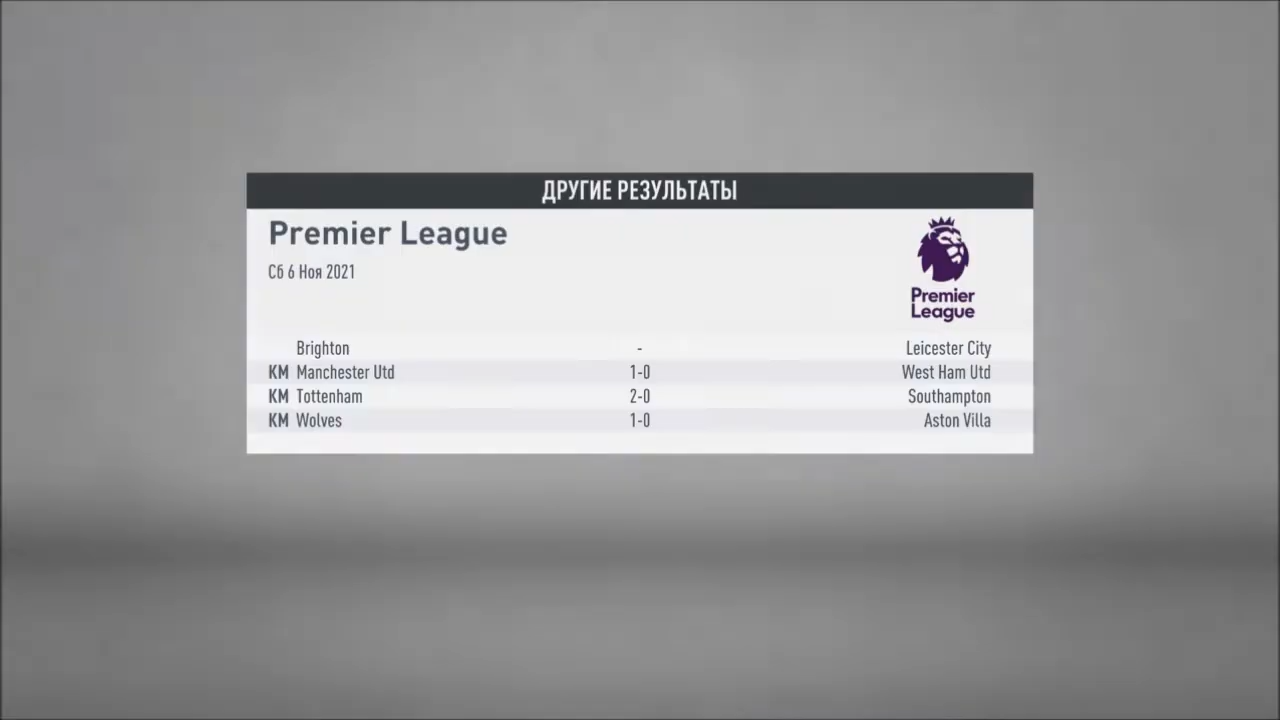 ДРУГИЕ РЕЗУЛЬТАТЫ
Premier League
Сб 6 Ноя 2021
Premier
League
Brighton - Leicester City
КМ Manchester Utd 1-0 West Ham Utd
КМ Tottenham 2-0 Southampton
КМ Wolves 1-0 Aston Villa